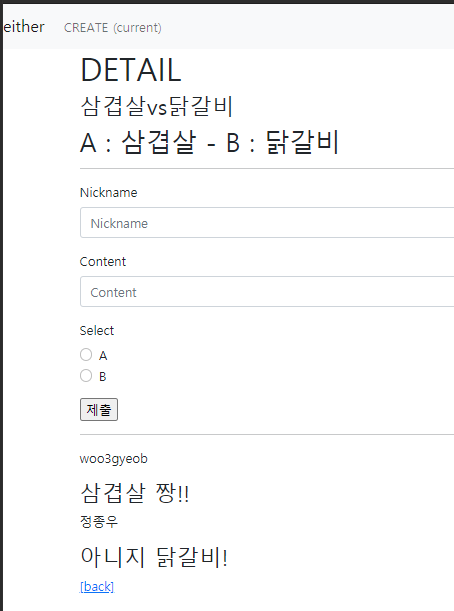 either CREATE (current)
DETAIL
삼겹살vs닭갈비
A : 삼겹살 - B : 닭갈비
Nickname
Nickname
Content
Content
Select
A
B
제출
woo3gyeob
삼겹살 짱!!
정종우
아니지 닭갈비!
[back]